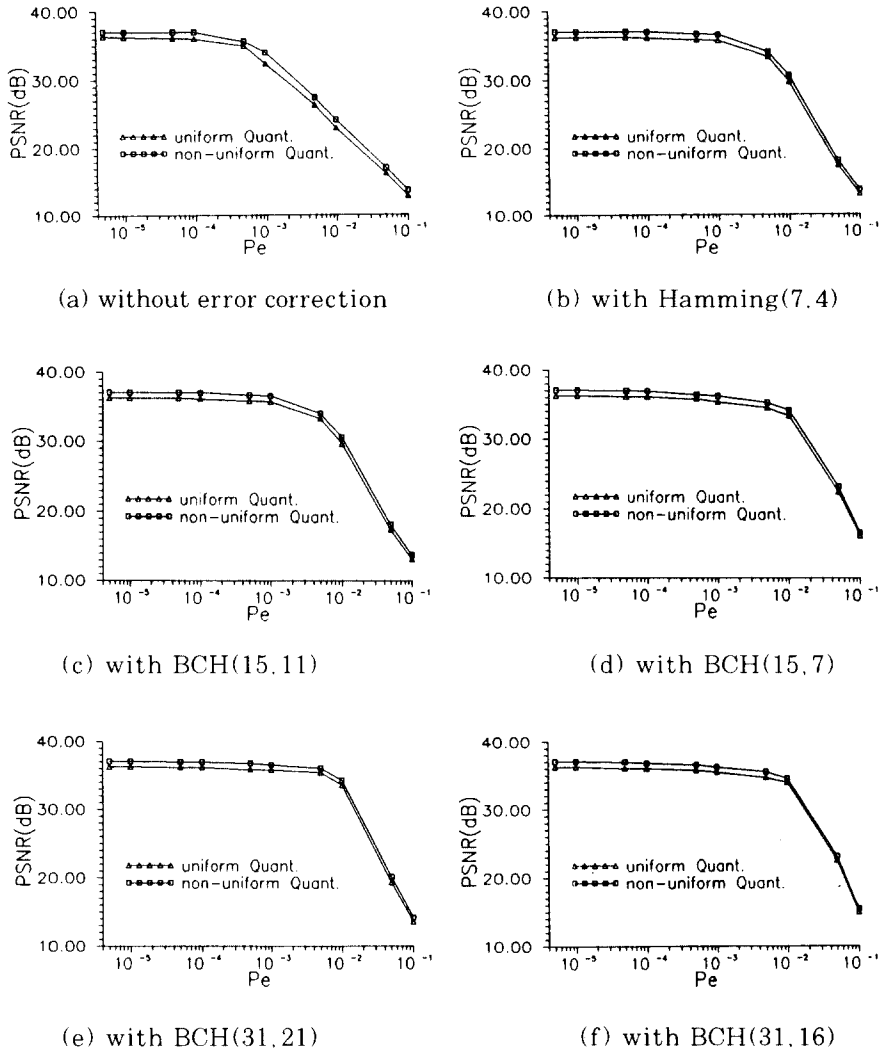 40.00
30.00
20.00
10.00
PSNR(dB)
uniform Quant.
non-uniform Quant.
10⁻⁵ 10⁻⁴ 10⁻³ 10⁻² 10⁻¹
Pe
(a) without error correction
40.00
30.00
20.00
10.00
PSNR(dB)
uniform Quant.
non-uniform Quant.
10⁻⁵ 10⁻⁴ 10⁻³ 10⁻² 10⁻¹
Pe
(b) with Hamming(7,4)
40.00
30.00
20.00
10.00
PSNR(dB)
uniform Quant.
non-uniform Quant.
10⁻⁵ 10⁻⁴ 10⁻³ 10⁻² 10⁻¹
Pe
(c) with BCH(15,11)
40.00
30.00
20.00
10.00
PSNR(dB)
uniform Quant.
non-uniform Quant.
10⁻⁵ 10⁻⁴ 10⁻³ 10⁻² 10⁻¹
Pe
(d) with BCH(15,7)
40.00
30.00
20.00
10.00
PSNR(dB)
uniform Quant.
non-uniform Quant.
10⁻⁵ 10⁻⁴ 10⁻³ 10⁻² 10⁻¹
Pe
(e) with BCH(31,21)
40.00
30.00
20.00
10.00
PSNR(dB)
uniform Quant.
non-uniform Quant.
10⁻⁵ 10⁻⁴ 10⁻³ 10⁻² 10⁻¹
Pe
(f) with BCH(31,16)